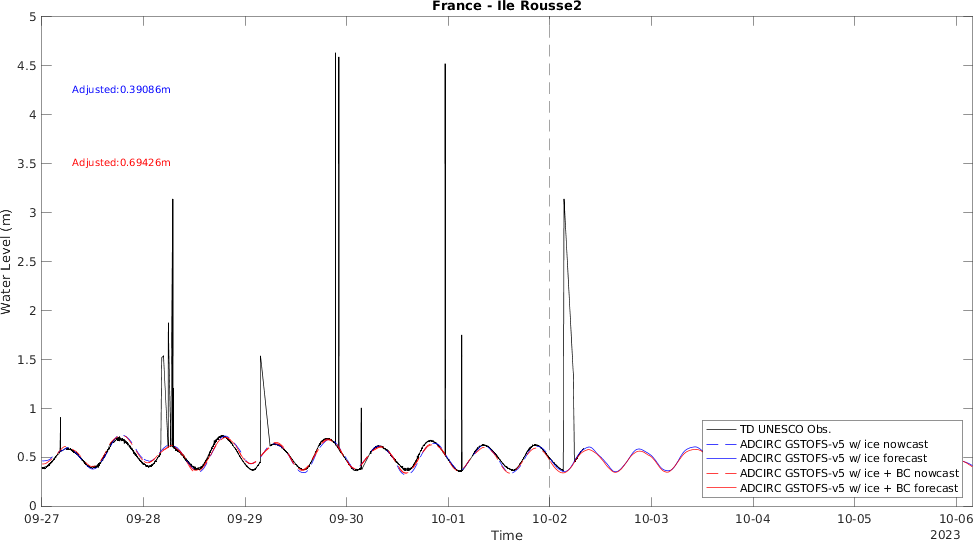 France - Ile Rousse2
5
4.5
4
3.5
3
2.5
2
1.5
1
0.5
0
Water Level (m)
Adjusted:0.39086m
Adjusted:0.69426m
TD UNESCO Obs.
ADCIRC GSTOFS-v5 w/ ice nowcast
ADCIRC GSTOFS-v5 w/ ice forecast
ADCIRC GSTOFS-v5 w/ ice + BC nowcast
ADCIRC GSTOFS-v5 w/ ice + BC forecast
09-27 09-28 09-29 09-30 10-01 10-02 10-03 10-04 10-05 10-06
2023
Time